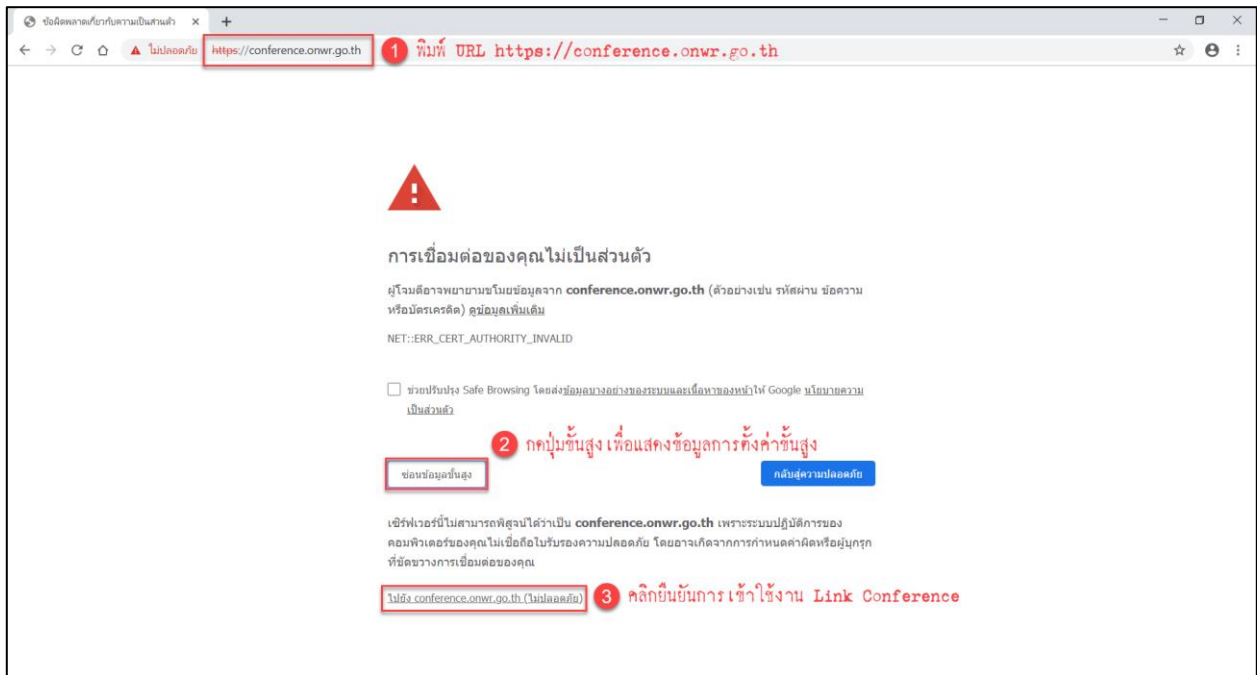 ข้อผิดพลาดเกี่ยวกับความเป็นส่วนตัว
ไม่ปลอดภัย https://conference.onwr.go.th 1 พิมพ์ URL https://conference.onwr.go.th
การเชื่อมต่อของคุณไม่เป็นส่วนตัว
ผู้โจมตีอาจพยายามขโมยข้อมูลจาก conference.onwr.go.th (ตัวอย่างเช่น รหัสผ่าน ข้อความ
หรือบัตรเครดิต) ดูข้อมูลเพิ่มเติม
NET::ERR_CERT_AUTHORITY_INVALID
ช่วยปรับปรุง Safe Browsing โดยส่งข้อมูลบางอย่างของระบบและเนื้อหาของหน้าให้ Google นโยบายความ
เป็นส่วนตัว
2 กดปุ่มขั้นสูง เพื่อแสดงข้อมูลการตั้งค่าขั้นสูง
ซ่อนข้อมูลขั้นสูง กลับสู่ความปลอดภัย
เซิร์ฟเวอร์นี้ไม่สามารถพิสูจน์ได้ว่าเป็น conference.onwr.go.th เพราะระบบปฏิบัติการของ
คอมพิวเตอร์ของคุณไม่เชื่อถือใบรับรองความปลอดภัย โดยอาจเกิดจากการกำหนดค่าผิดหรือผู้บุกรุก
ที่ขัดขวางการเชื่อมต่อของคุณ
ไปยัง conference.onwr.go.th (ไม่ปลอดภัย) 3 คลิกยืนยันการเข้าใช้งาน Link Conference